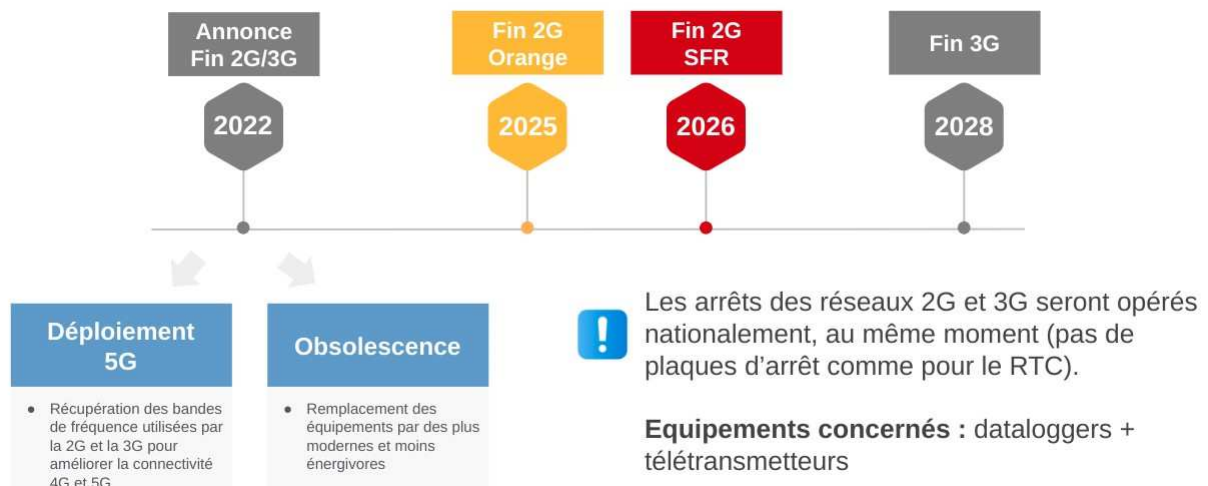 Annonce
Fin 2G/3G
Fin 2G
Orange
Fin 2G
SFR
Fin 3G
2022
2025
2026
2028
Déploiement
5G
● Récupération des bandes
de fréquence utilisées par
la 2G et la 3G pour
améliorer la connectivité
4G et 5G
Obsolescence
● Remplacement des
équipements par des plus
modernes et moins
énergivores
!
Les arrêts des réseaux 2G et 3G seront opérés
nationalement, au même moment (pas de
plaques d’arrêt comme pour le RTC).
Equipements concernés : dataloggers +
télétransmetteurs